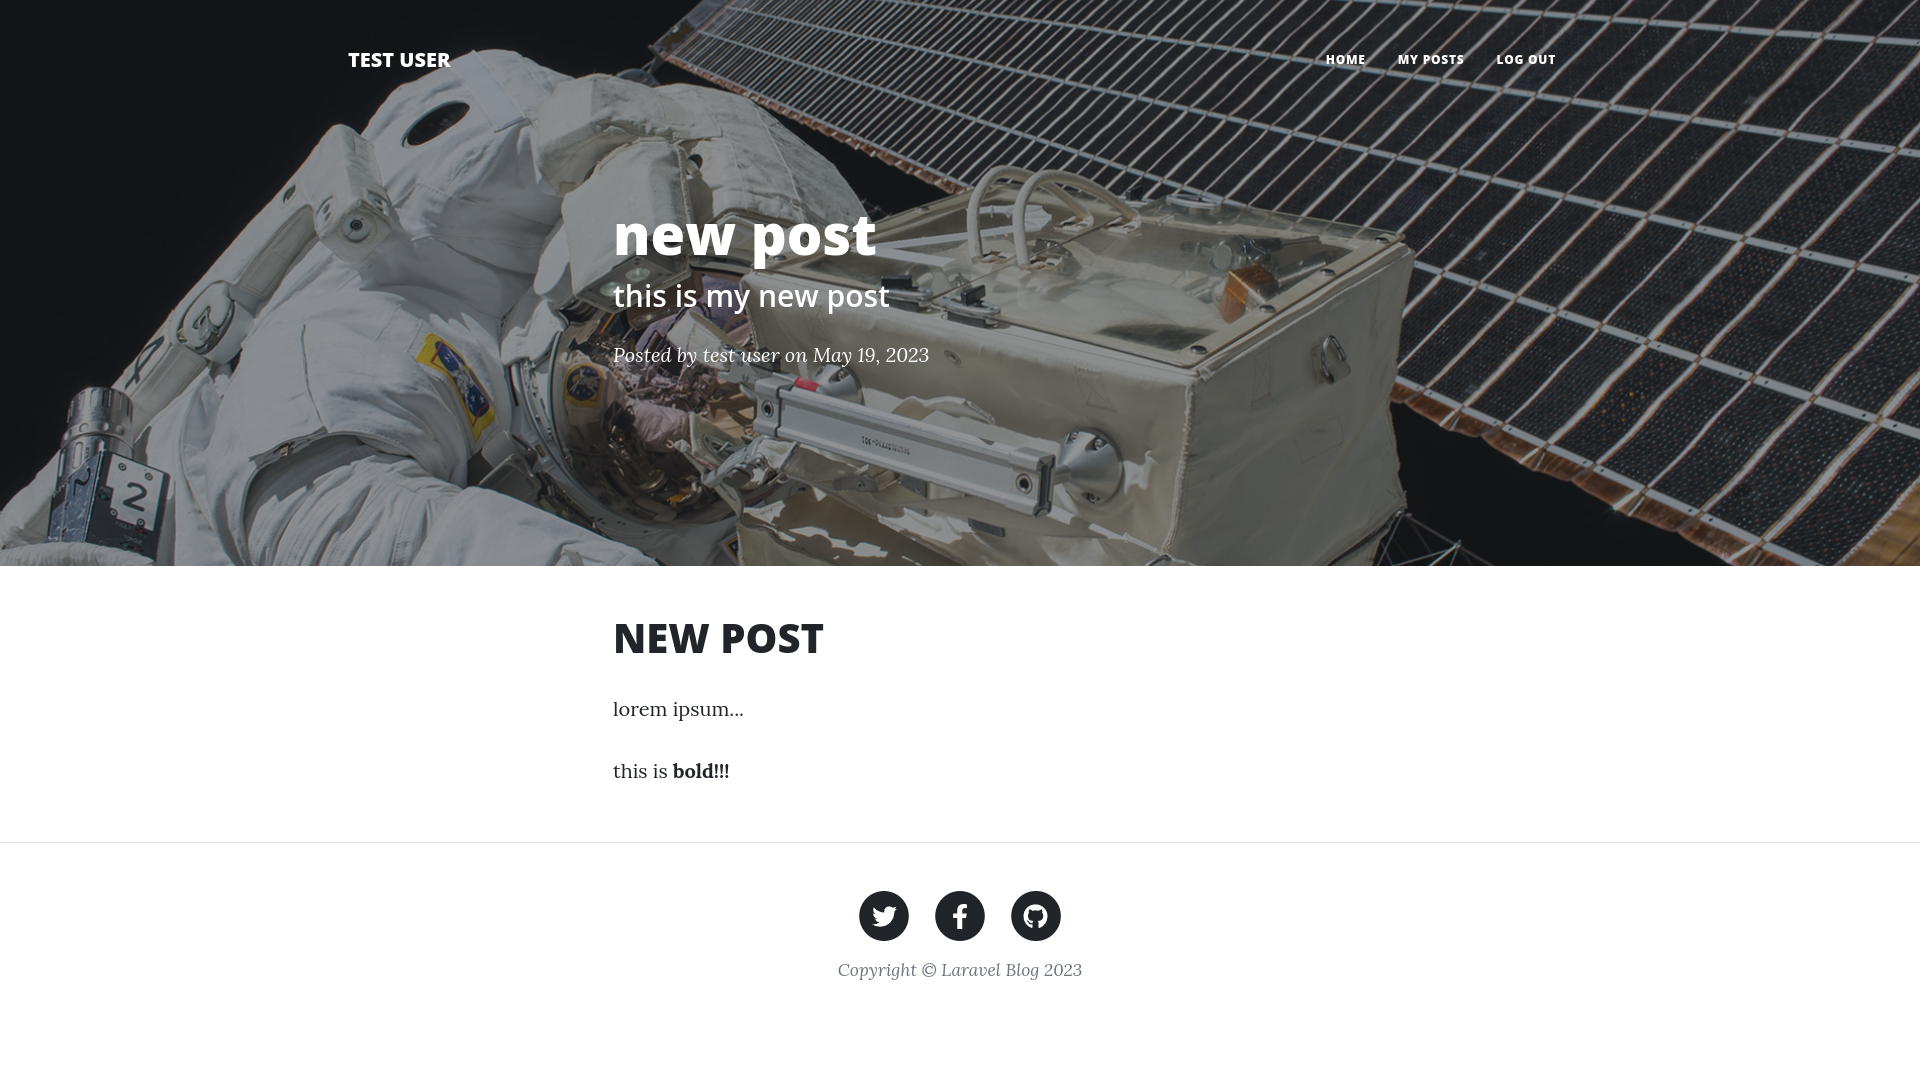 TEST USER
HOME MY POSTS LOG OUT
new post
this is my new post
Posted by test user on May 19, 2023
2
NEW POST
lorem ipsum...
this is bold!!!
Copyright © Laravel Blog 2023